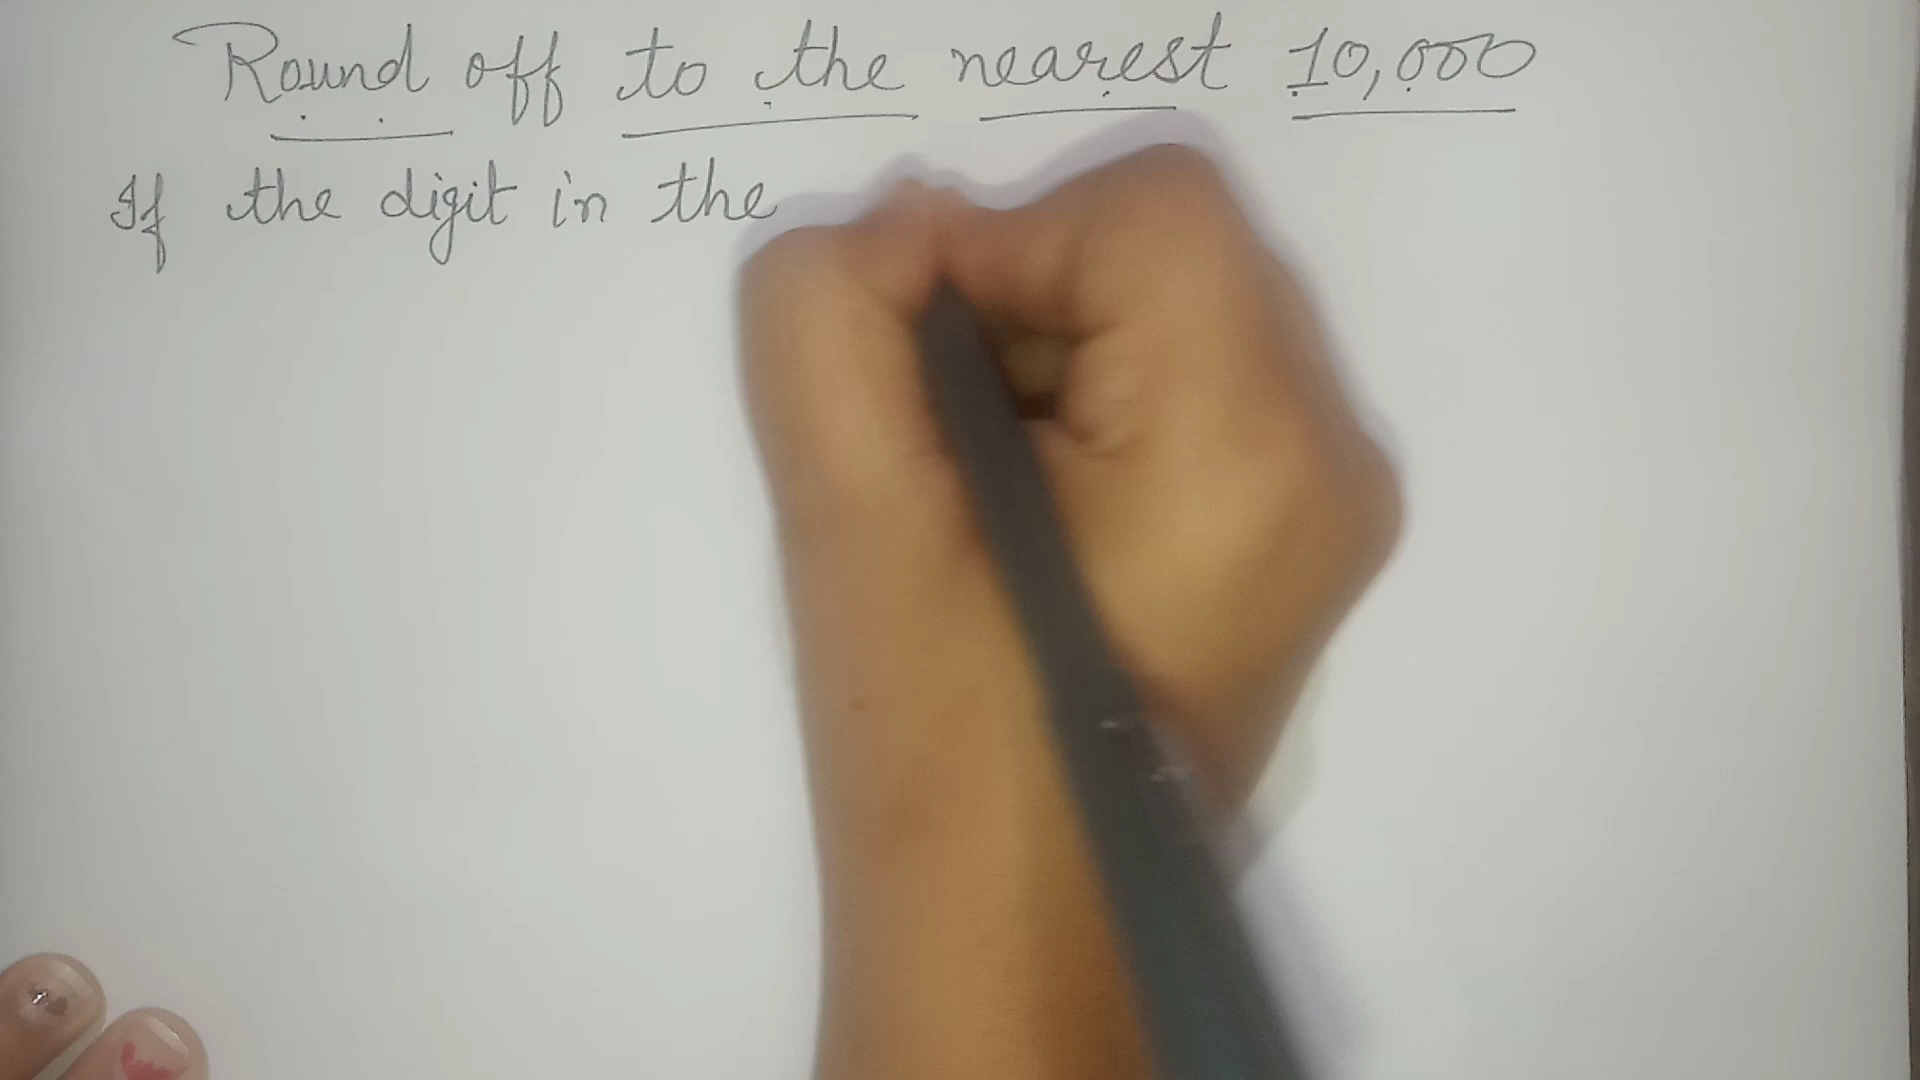 Round off to the nearest 10,000
If the digit in the